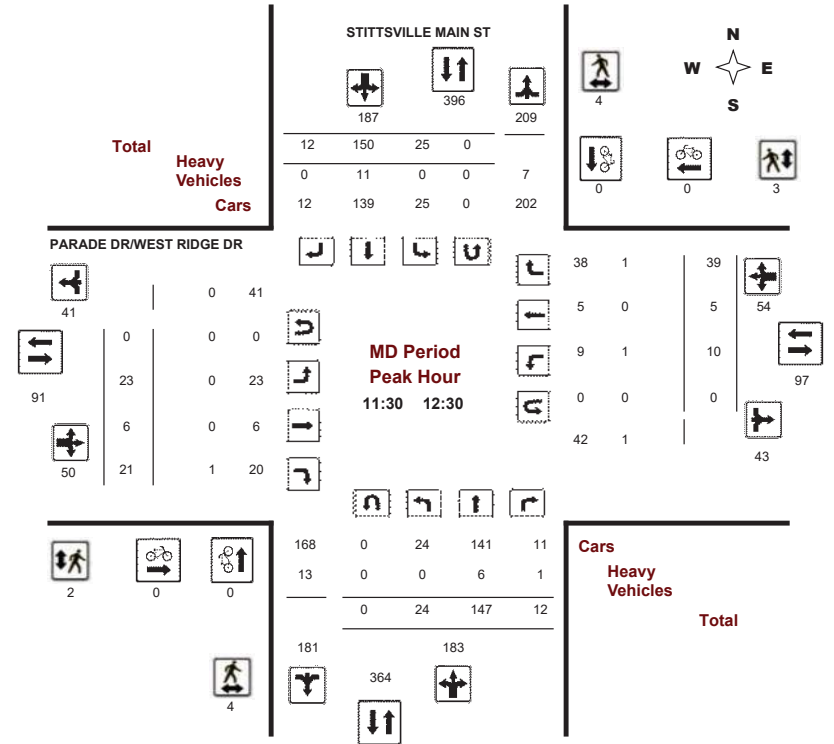 STITTSVILLE MAIN ST
N
W E
S
396
187 209
4
Total 12 150 25 0
Heavy
Vehicles 0 11 0 0 7
Cars 12 139 25 0 202
0 0 3
PARADE DR/WEST RIDGE DR
41 0 41
38 1 39
54
0 0 0
5 0 5
91
23 0 23
MD Period
Peak Hour
11:30 12:30
9 1 10
97
6 0 6
0 0 0
50 21 1 20
42 1
43
168 0 24 141 11 Cars
13 0 0 6 1 Heavy
Vehicles
0 24 147 12 Total
2 0 0
181 183
364
4